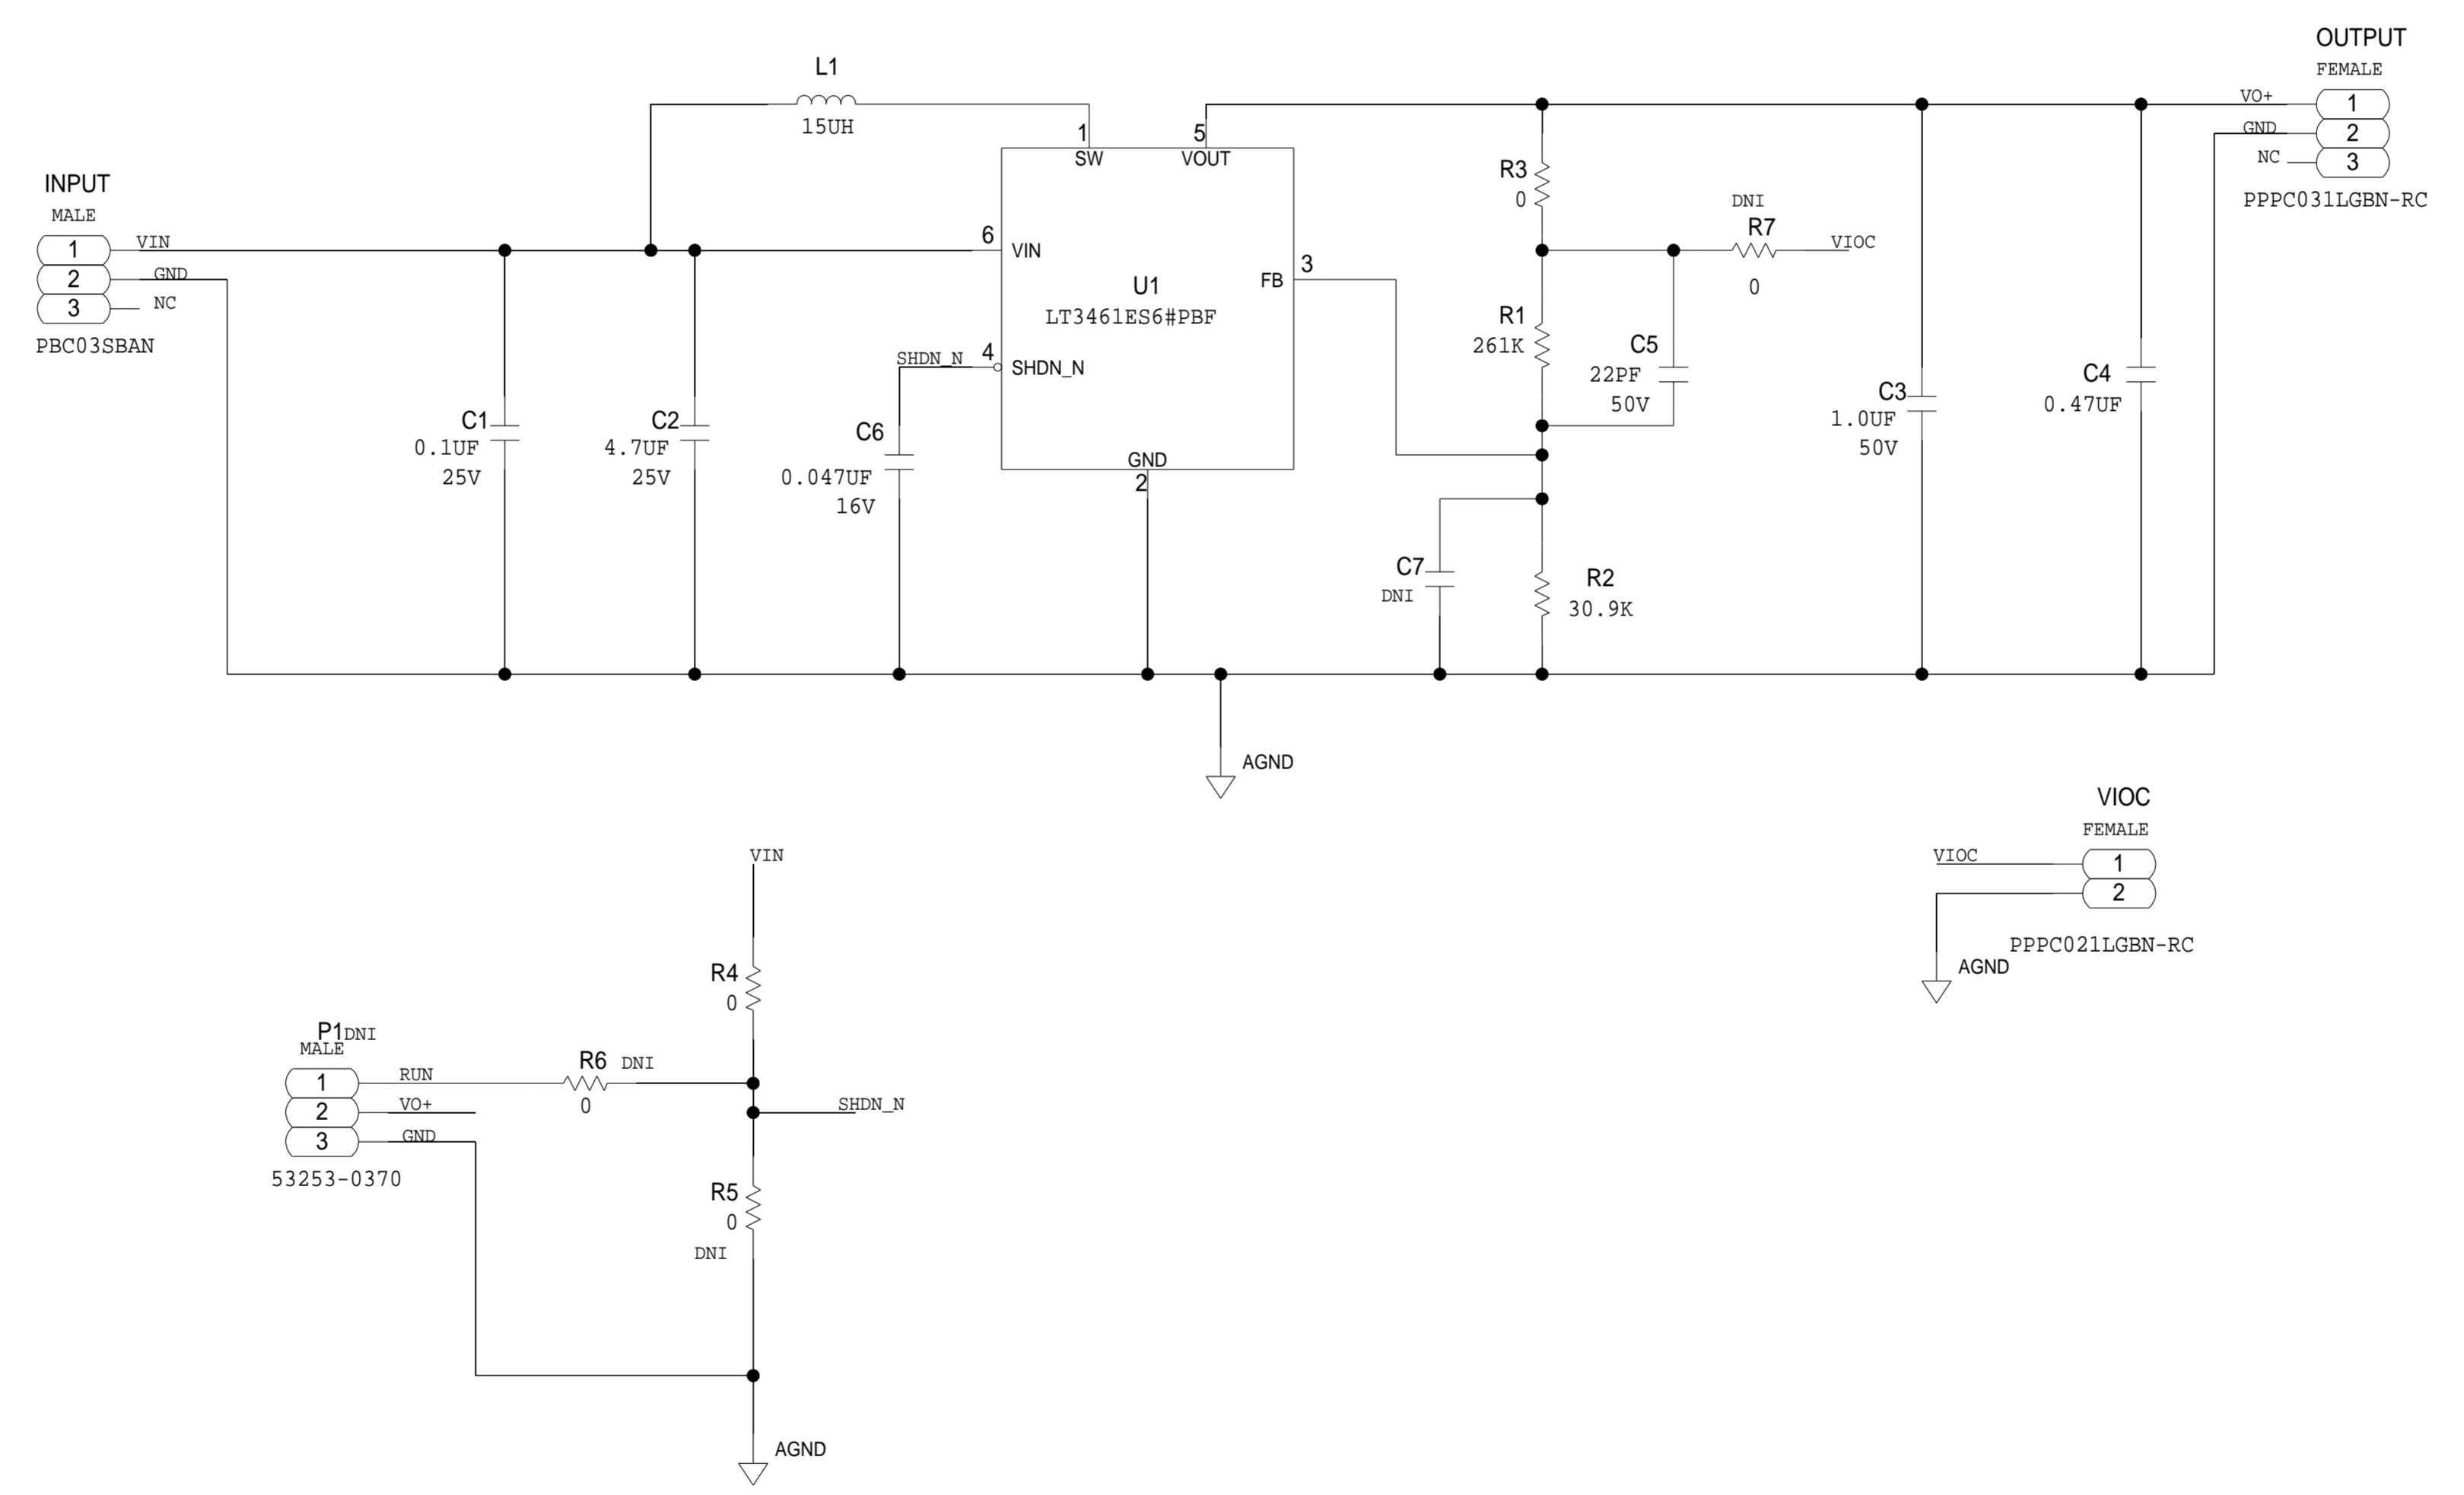 OUTPUT
FEMALE
VO+
1
GND
2
NC
3
PPPC031LGBN-RC
L1
15UH
INPUT
MALE
1
VIN
2
GND
3
NC
PBC03SBAN
1
SW
5
VOUT
6
VIN
3
FB
U1
LT3461ES6#PBF
SHDN_N
4
SHDN_N
GND
2
C1
0.1UF
25V
C2
4.7UF
25V
C6
0.047UF
16V
R3
0
DNI
R7
0
VIOC
R1
261K
C5
22PF
50V
C7
DNI
R2
30.9K
C3
1.0UF
50V
C4
0.47UF
AGND
VIOC
FEMALE
VIOC
1
2
PPPC021LGBN-RC
AGND
VIN
R4
0
P1
DNI
MALE
1
RUN
2
VO+
3
GND
53253-0370
R6
DNI
0
SHDN_N
R5
0
DNI
AGND